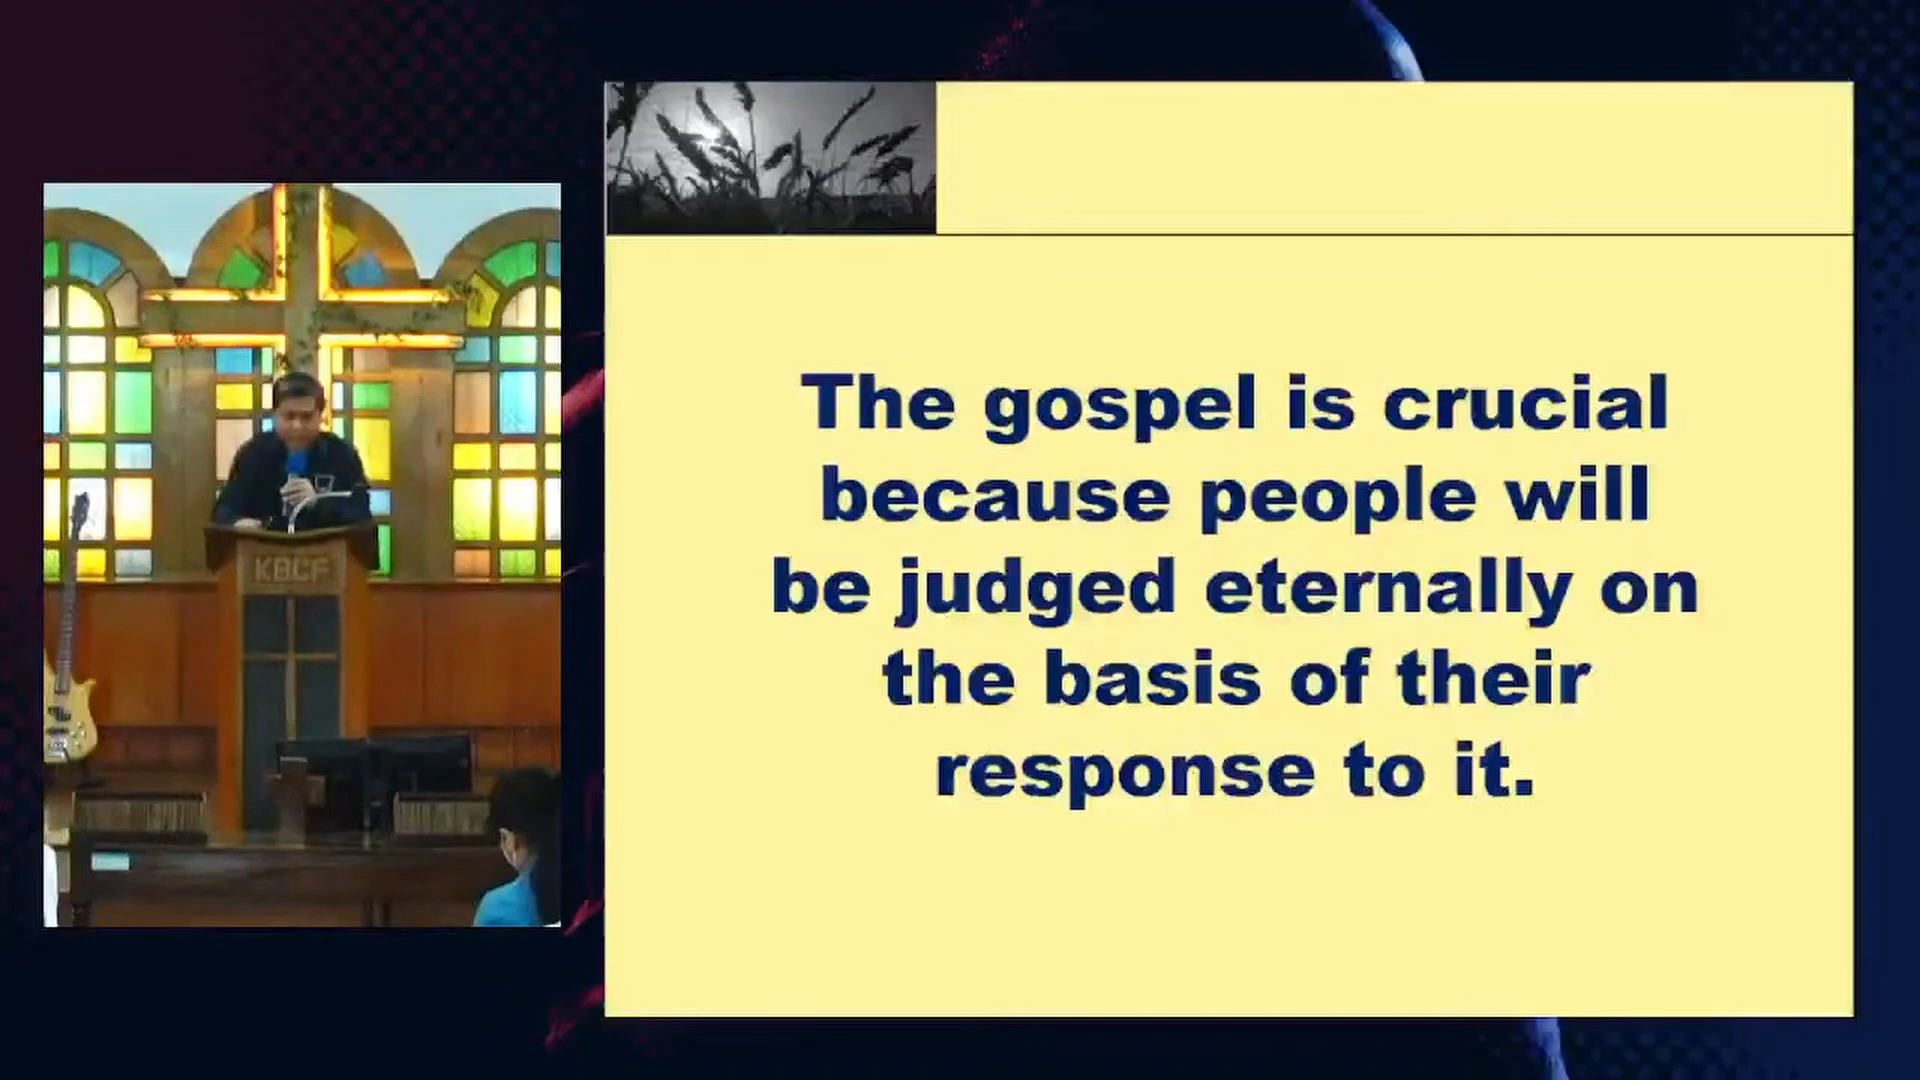 KBCF
The gospel is crucial
because people will
be judged eternally on
the basis of their
response to it.